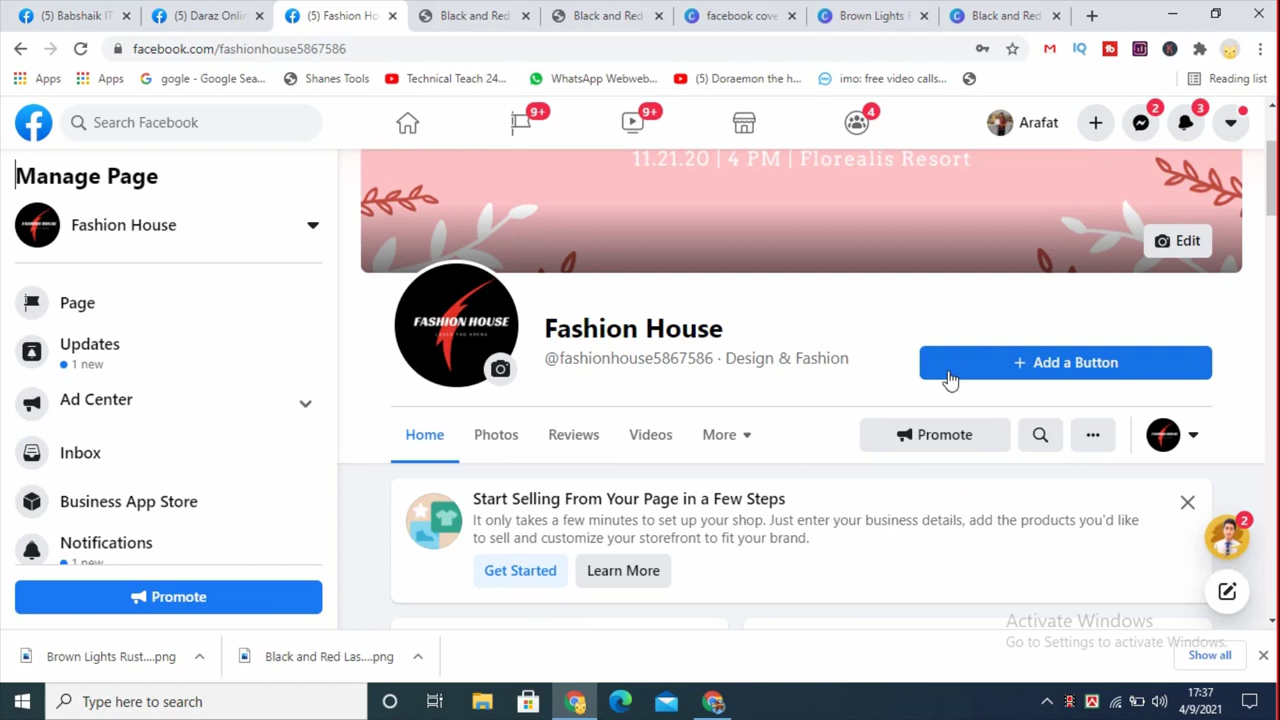 (5) Babshaik IT
(5) Daraz Onli
(5) Fashion Ho
Black and Red
Black and Red
facebook cove
Brown Lights R
Black and Red
facebook.com/fashionhouse5867586
Apps
Apps
gogle - Google Sea...
Shanes Tools
Technical Teach 24...
WhatsApp Webweb...
(5) Doraemon the h...
imo: free video calls...
Reading list
Search Facebook
9+
9+
4
Arafat
2
3
Manage Page
Fashion House
Page
Updates
1 new
Ad Center
Inbox
Business App Store
Notifications
1 new
Promote
11.21.20 | 4 PM | Florealis Resort
Edit
FASHION HOUSE
Fashion House
@fashionhouse5867586 · Design & Fashion
+ Add a Button
Home
Photos
Reviews
Videos
More
Promote
Start Selling From Your Page in a Few Steps
It only takes a few minutes to set up your shop. Just enter your business details, add the products you'd like
to sell and customize your storefront to fit your brand.
Get Started
Learn More
2
Activate Windows
Go to Settings to activate Windows.
Brown Lights Rust....png
Black and Red Las....png
Show all
Type here to search
17:37
4/9/2021